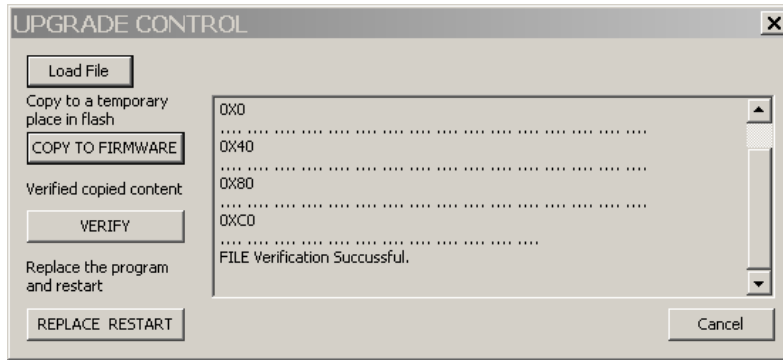 UPGRADE CONTROL
Load File
Copy to a temporary
place in flash
COPY TO FIRMWARE
Verified copied content
VERIFY
Replace the program
and restart
REPLACE RESTART
0X0
.... .... .... .... .... .... .... .... .... .... .... .... .... .... .... ....
0X40
.... .... .... .... .... .... .... .... .... .... .... .... .... .... .... ....
0X80
.... .... .... .... .... .... .... .... .... .... .... .... .... .... .... ....
0XC0
.... .... .... .... .... .... .... .... .... .... .... ....
FILE Verification Succussful.
Cancel